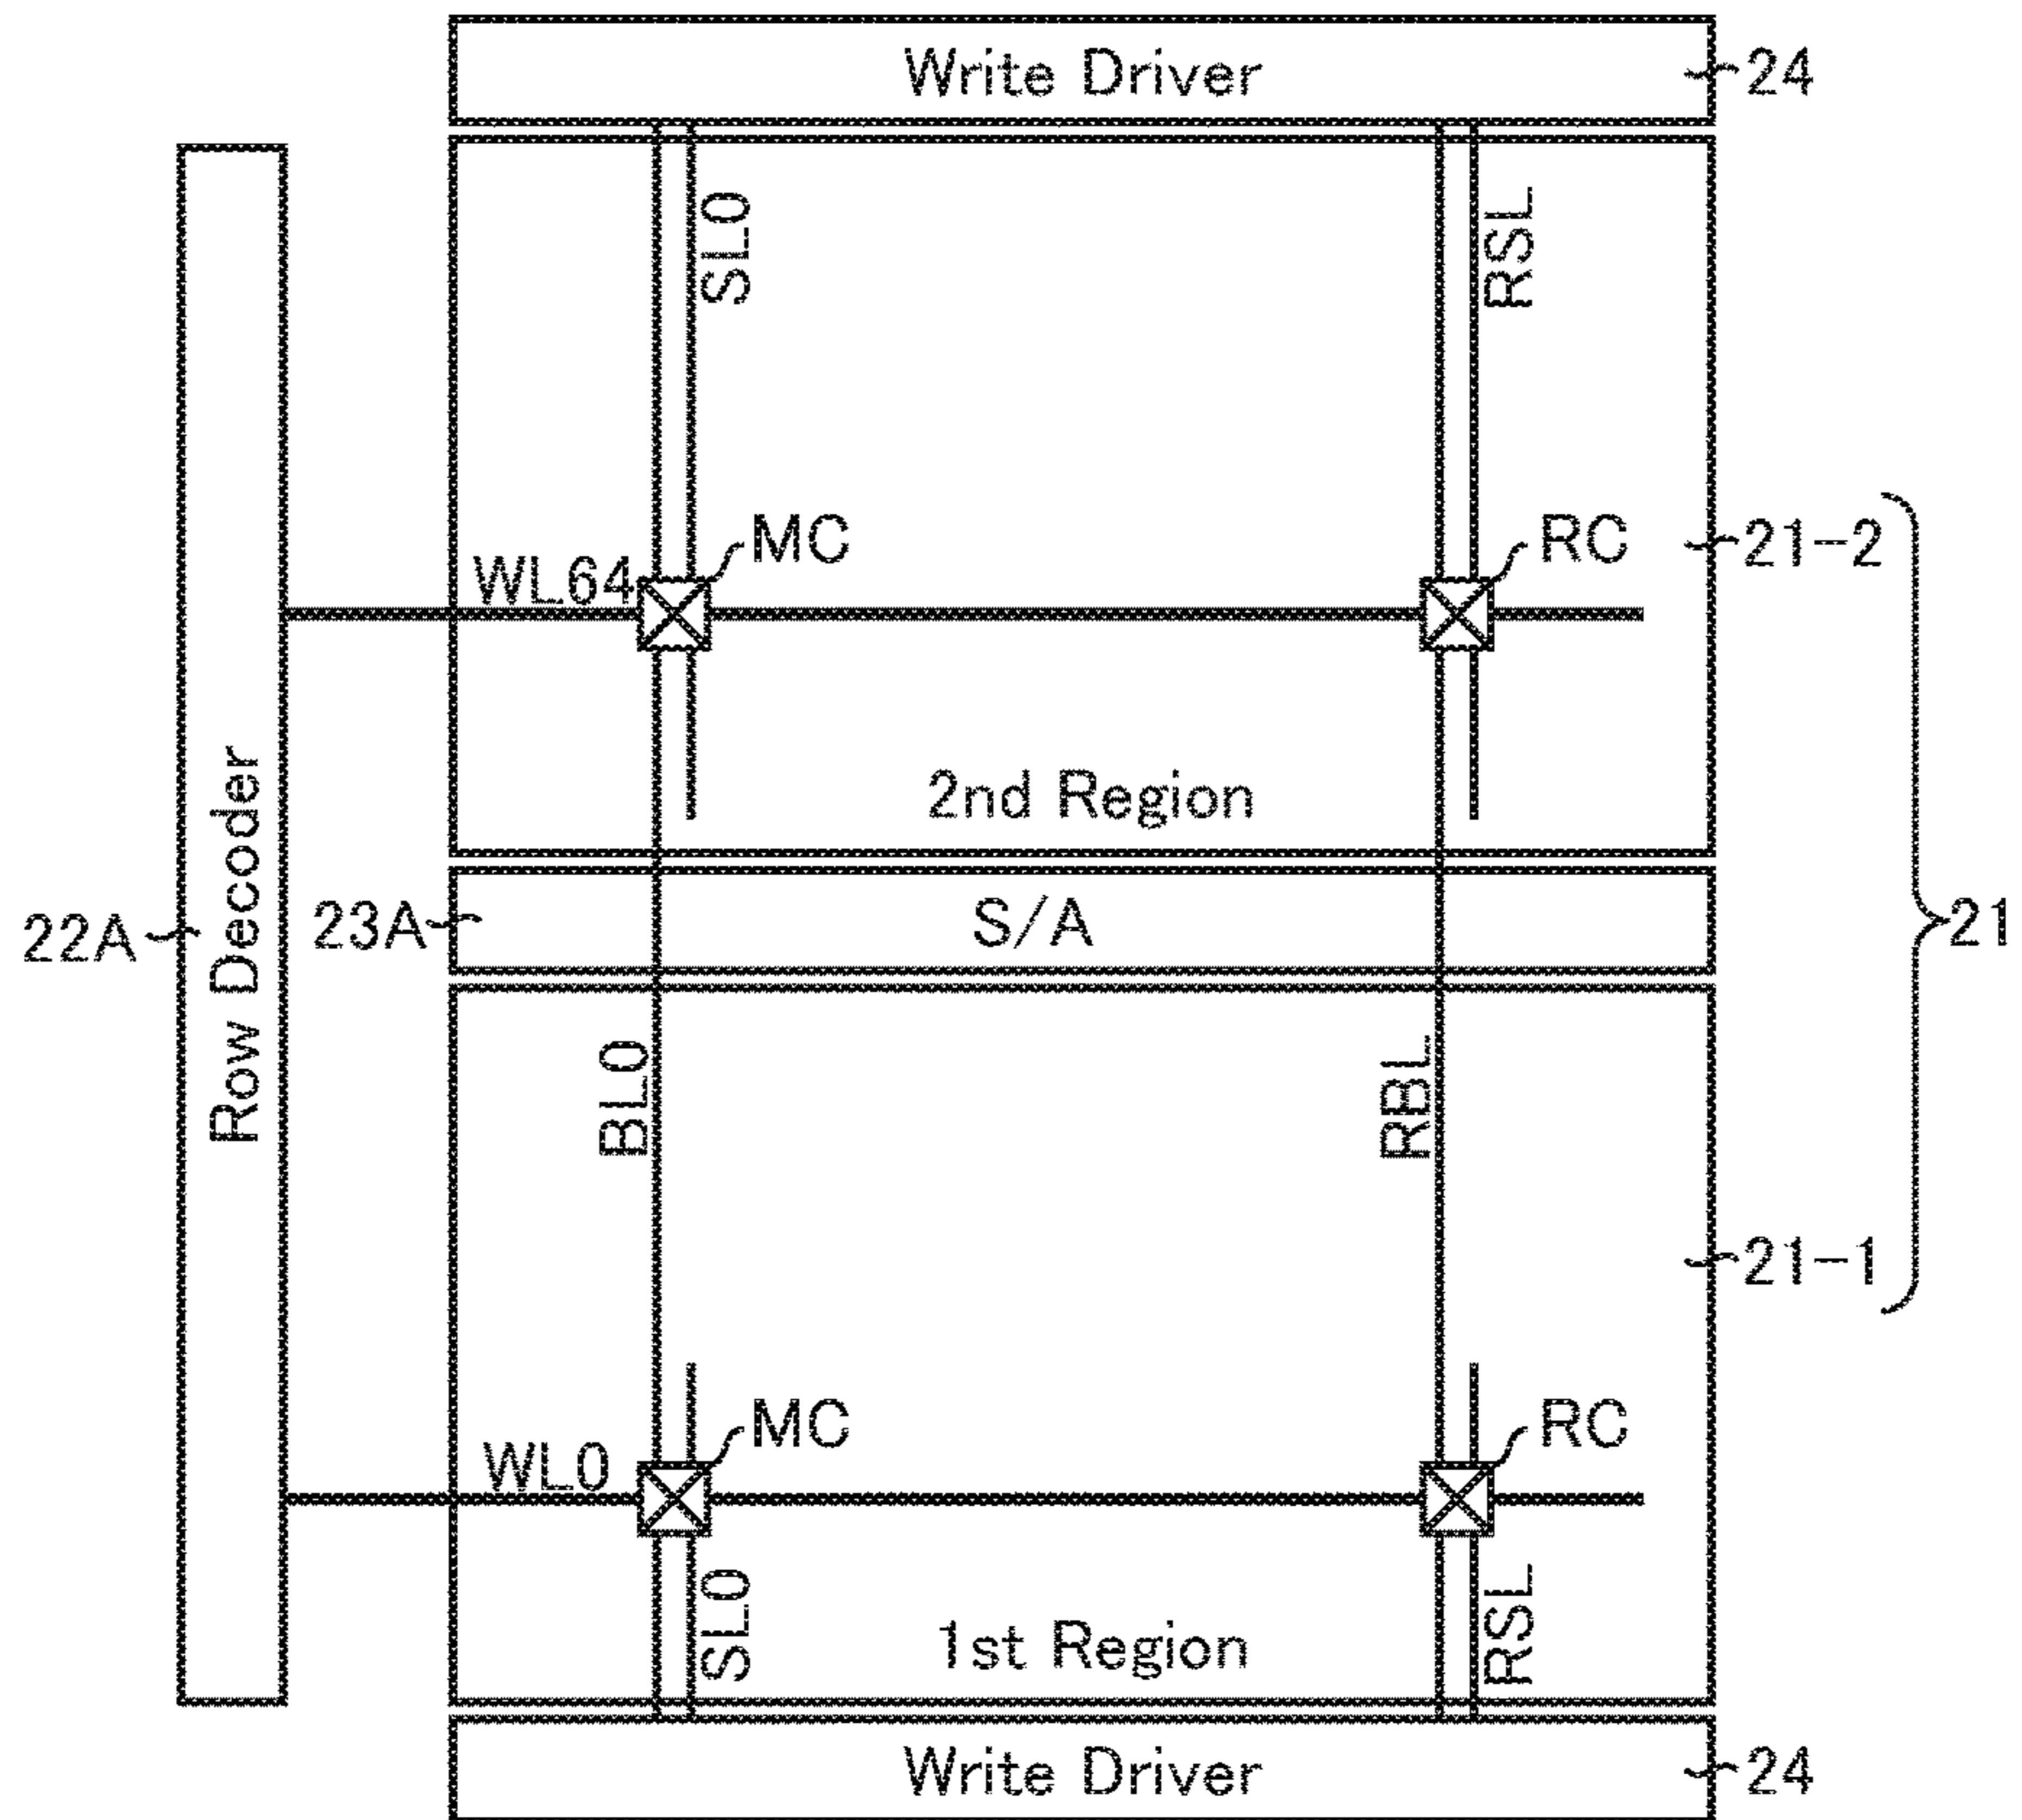 Write Driver
24
SL0
RSL
MC
RC
21-2
WL64
2nd Region
22A
Row Decoder
23A
S/A
21
BL0
RBL
21-1
MC
RC
WL0
SL0
1st Region
RSL
Write Driver
24